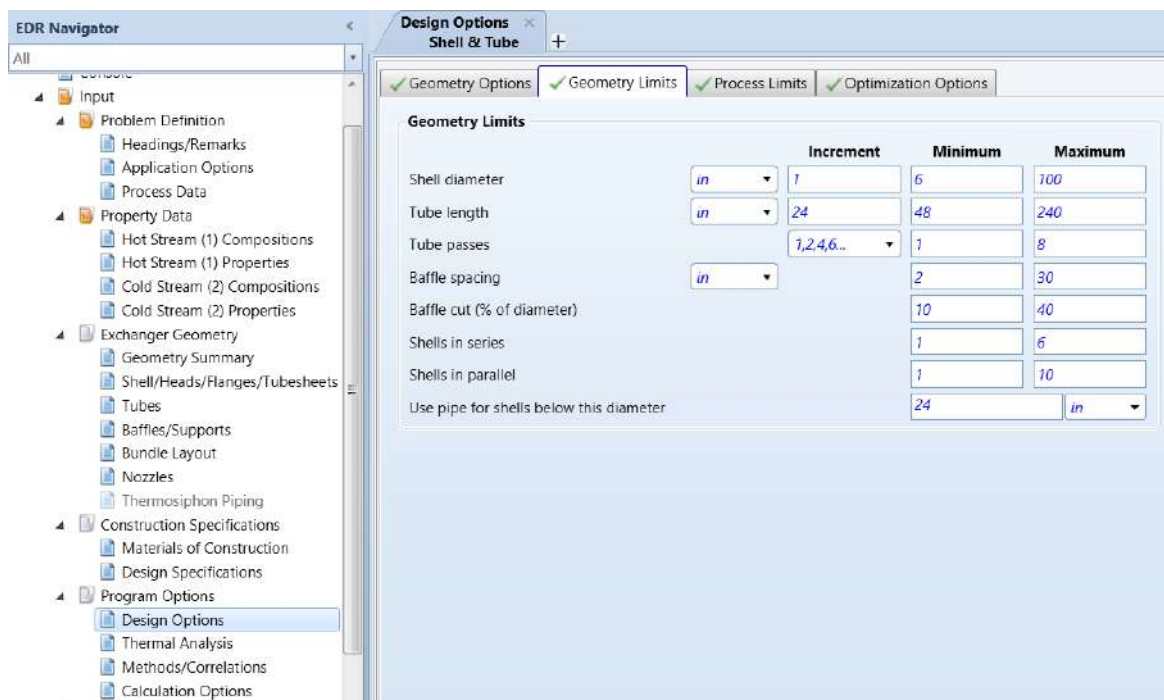 EDR Navigator
All
Console
Input
Problem Definition
Headings/Remarks
Application Options
Process Data
Property Data
Hot Stream (1) Compositions
Hot Stream (1) Properties
Cold Stream (2) Compositions
Cold Stream (2) Properties
Exchanger Geometry
Geometry Summary
Shell/Heads/Flanges/Tubesheets
Tubes
Baffles/Supports
Bundle Layout
Nozzles
Thermosiphon Piping
Construction Specifications
Materials of Construction
Design Specifications
Program Options
Design Options
Thermal Analysis
Methods/Correlations
Calculation Options
Design Options
Shell & Tube
Geometry Options Geometry Limits Process Limits Optimization Options
Geometry Limits
Increment Minimum Maximum
Shell diameter in 1 6 100
Tube length in 24 48 240
Tube passes 1,2,4,6... 1 8
Baffle spacing in 2 30
Baffle cut (% of diameter) 10 40
Shells in series 1 6
Shells in parallel 1 10
Use pipe for shells below this diameter 24 in